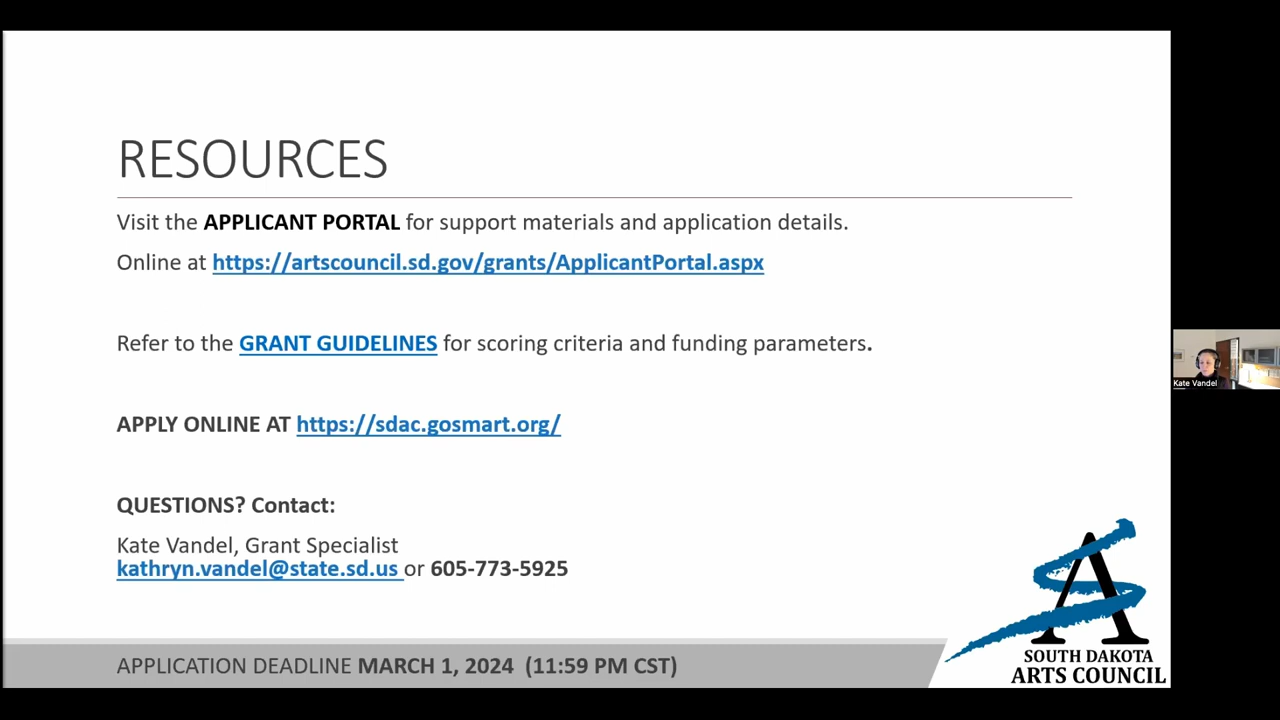 RESOURCES
Visit the APPLICANT PORTAL for support materials and application details.
Online at https://artscouncil.sd.gov/grants/ApplicantPortal.aspx
Refer to the GRANT GUIDELINES for scoring criteria and funding parameters.
APPLY ONLINE AT https://sdac.gosmart.org/
QUESTIONS? Contact:
Kate Vandel, Grant Specialist
kathryn.vandel@state.sd.us or 605-773-5925
APPLICATION DEADLINE MARCH 1, 2024 (11:59 PM CST)
SOUTH DAKOTA
ARTS COUNCIL
Kate Vandel